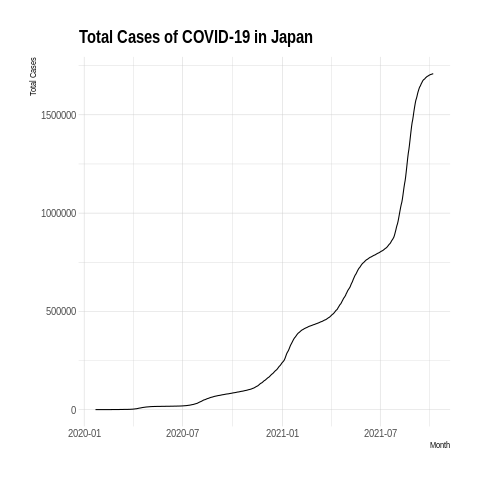 Total Cases of COVID-19 in Japan
Total Cases
1500000
1000000
500000
0
2020-01 2020-07 2021-01 2021-07
Month